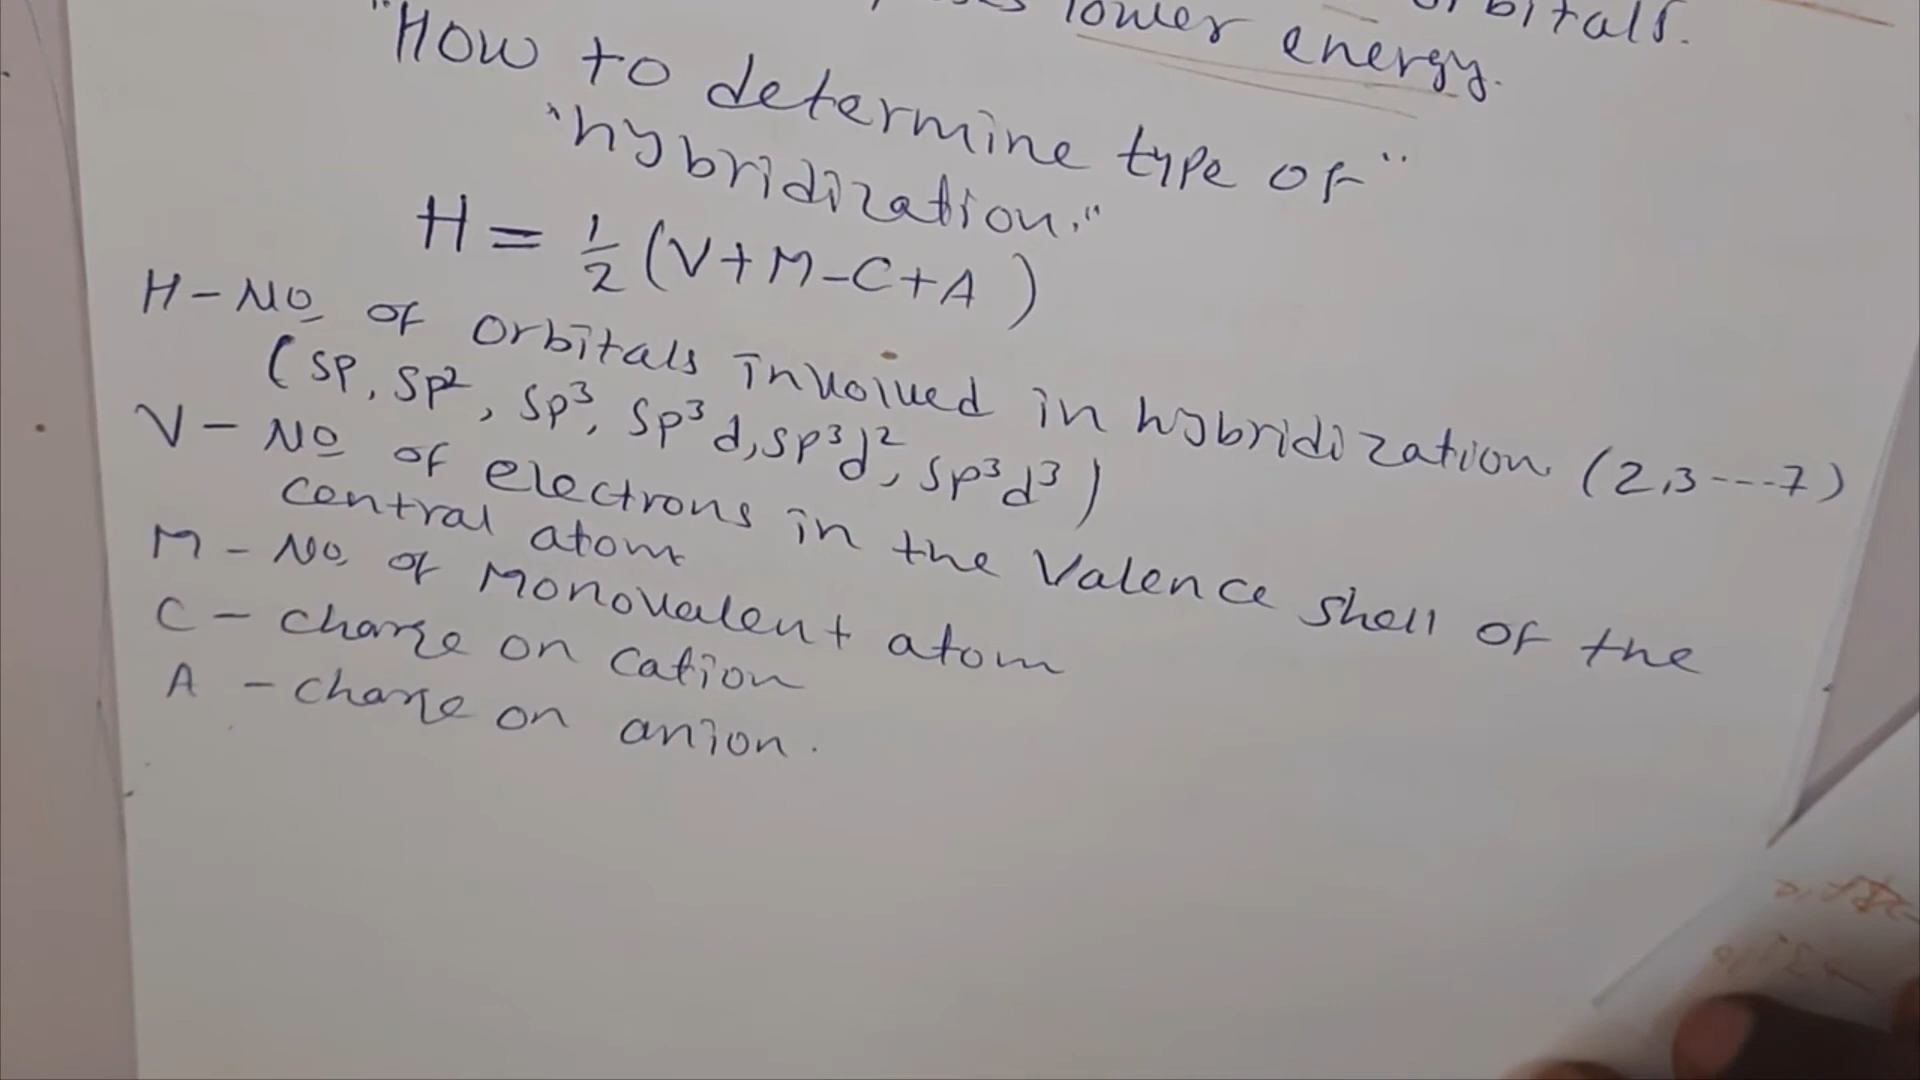 lower energy.
orbitals.
"How to determine type of"
"hybridization."
H = 1/2 (V+M-C+A)
H - No of orbitals involved in hybridization (2,3---7)
(sp, sp², sp³, sp³d, sp³d², sp³d³)
V - No of electrons in the Valence shell of the
central atom
M - No. of Monovalent atom
C - charge on cation
A - charge on anion.